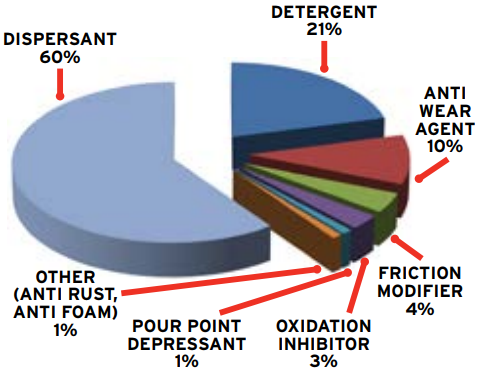 DETERGENT
21%
DISPERSANT
60%
ANTI
WEAR
AGENT
10%
FRICTION
MODIFIER
4%
OXIDATION
INHIBITOR
3%
POUR POINT
DEPRESSANT
1%
OTHER
(ANTI RUST,
ANTI FOAM)
1%